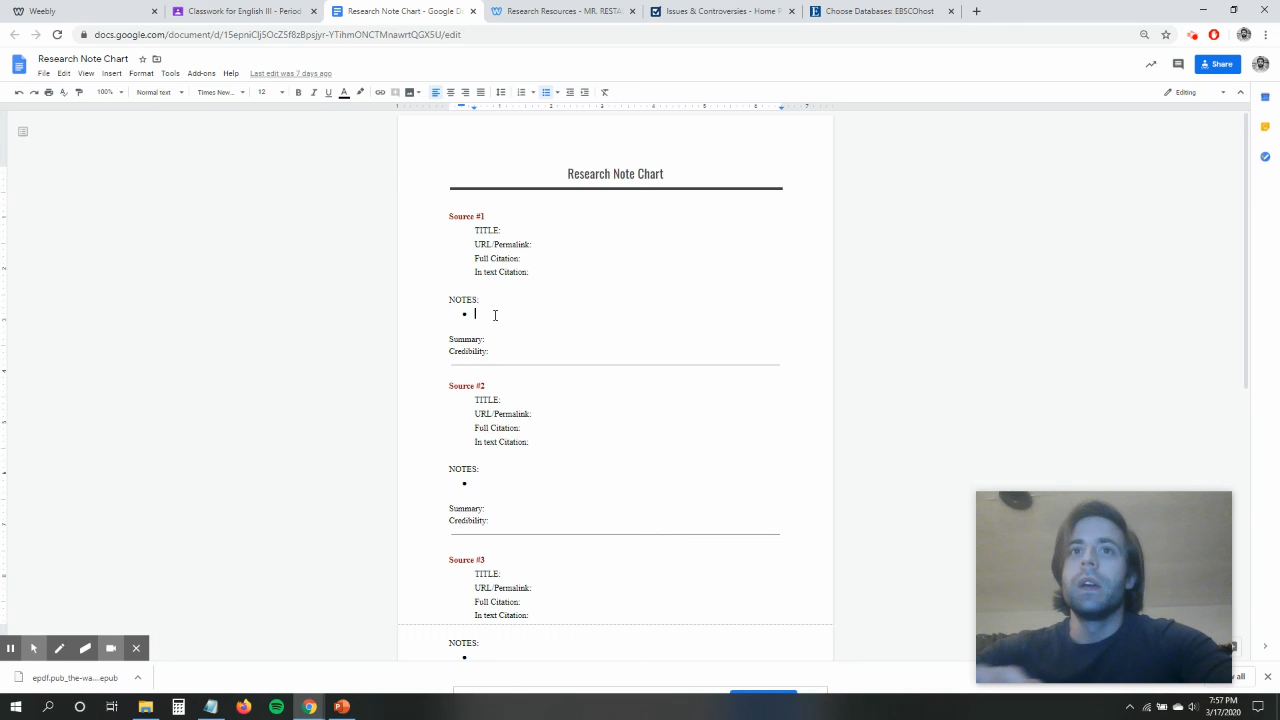 Weebly
Classwork for English III - Period
Research Note Chart - Google D
Research Resources - MR. RESTA
Issues & Controversies - Home P
Choose Databases: EBSCOhost
docs.google.com/document/d/15epniClj5OcZSf8zBpsjyr-YTihmONCTMnawrtQGX5U/edit
Research Note Chart
File Edit View Insert Format Tools Add-ons Help Last edit was 7 days ago
Share
100% Normal text Times New... 12 B I U A Editing
Research Note Chart
Source #1
TITLE:
URL/Permalink:
Full Citation:
In text Citation:
NOTES:
Summary:
Credibility:
Source #2
TITLE:
URL/Permalink:
Full Citation:
In text Citation:
NOTES:
Summary:
Credibility:
Source #3
TITLE:
URL/Permalink:
Full Citation:
In text Citation:
NOTES:
epdf.pub_the-wa....epub
all
7:57 PM
3/17/2020